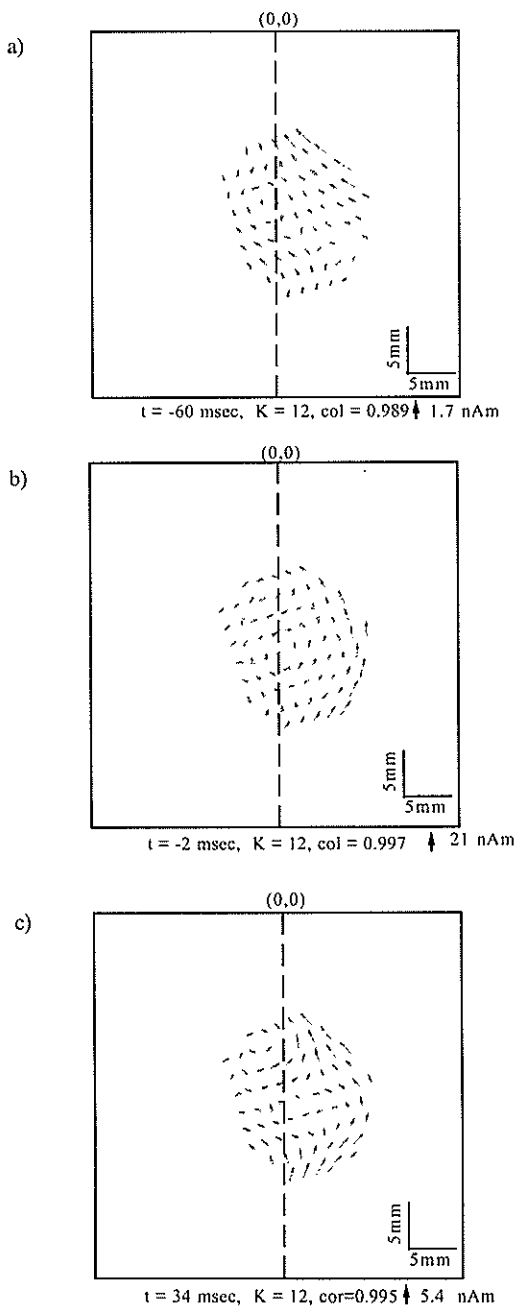 a)
(0,0)
5mm
5mm
t = -60 msec, K = 12, col = 0.989 1.7 nAm
b)
(0,0)
5mm
5mm
t = -2 msec, K = 12, col = 0.997 21 nAm
c)
(0,0)
5mm
5mm
t = 34 msec, K = 12, cor=0.995 5.4 nAm